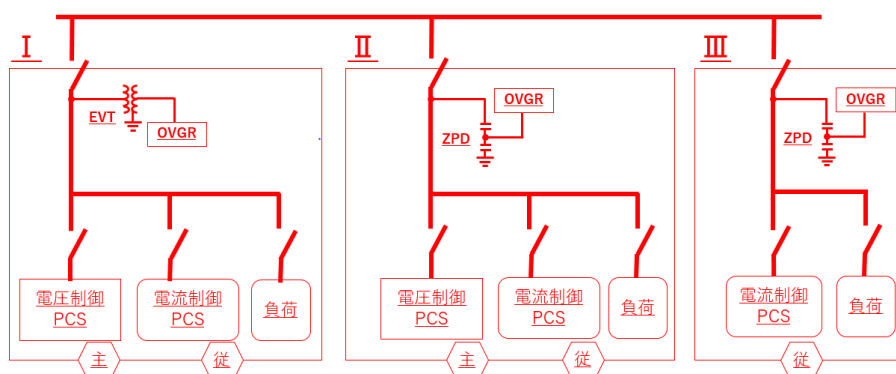 Ⅰ
EVT
OVGR
電圧制御
PCS
電流制御
PCS
負荷
主
従
Ⅱ
OVGR
ZPD
電圧制御
PCS
電流制御
PCS
負荷
主
従
Ⅲ
OVGR
ZPD
電流制御
PCS
負荷
従